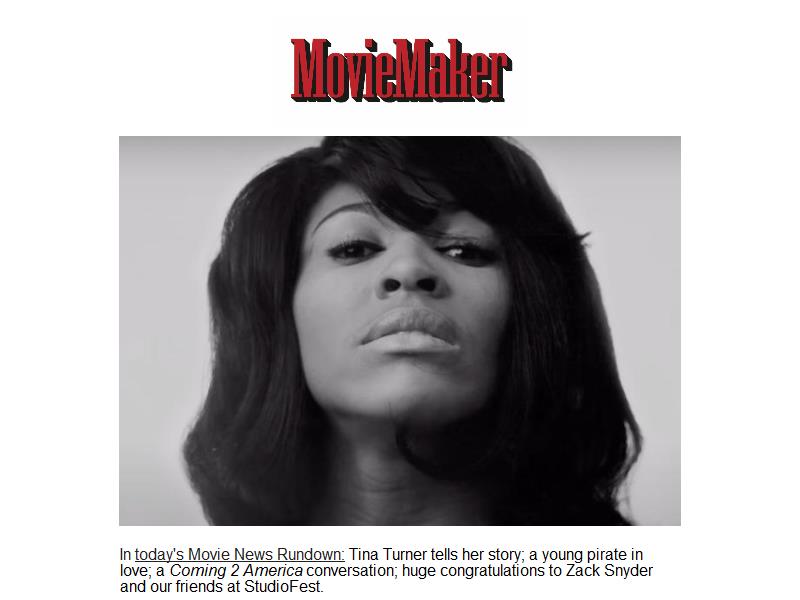 MovieMaker
In today's Movie News Rundown: Tina Turner tells her story; a young pirate in
love; a Coming 2 America conversation; huge congratulations to Zack Snyder
and our friends at StudioFest.